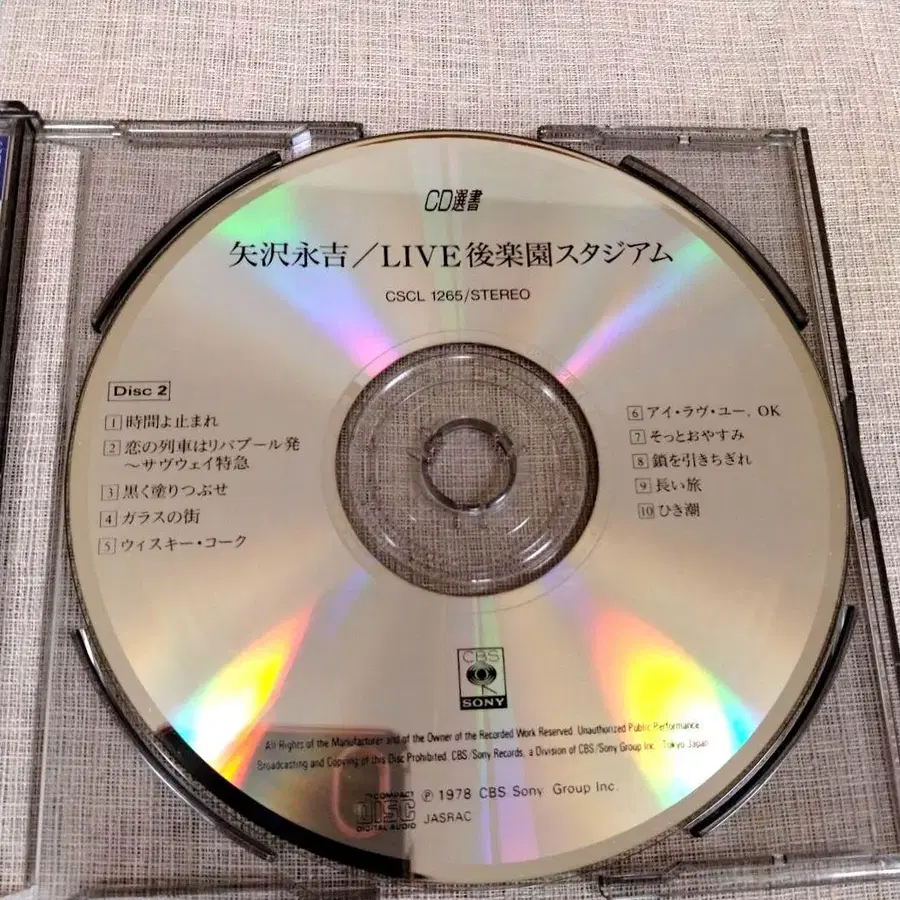 CD選書
矢沢永吉／LIVE後楽園スタジアム
CSCL 1265/STEREO
Disc 2
1 時間よ止まれ
2 恋の列車はリバプール発
〜サヴウェイ特急
3 黒く塗りつぶせ
4 ガラスの街
5 ウィスキー・コーク
6 アイ・ラヴ・ユー, OK
7 そっとおやすみ
8 鎖を引きちぎれ
9 長い旅
10 ひき潮
CBS
SONY
All Rights of the Manufacturer and of the Owner of the Recorded Work Reserved. Unauthorized Public Performance
Broadcasting and Copying of this Disc Prohibited. CBS/Sony Records, a Division of CBS/Sony Group Inc. Tokyo Japan
COMPACT
disc
DIGITAL AUDIO
℗ 1978 CBS Sony Group Inc.
JASRAC